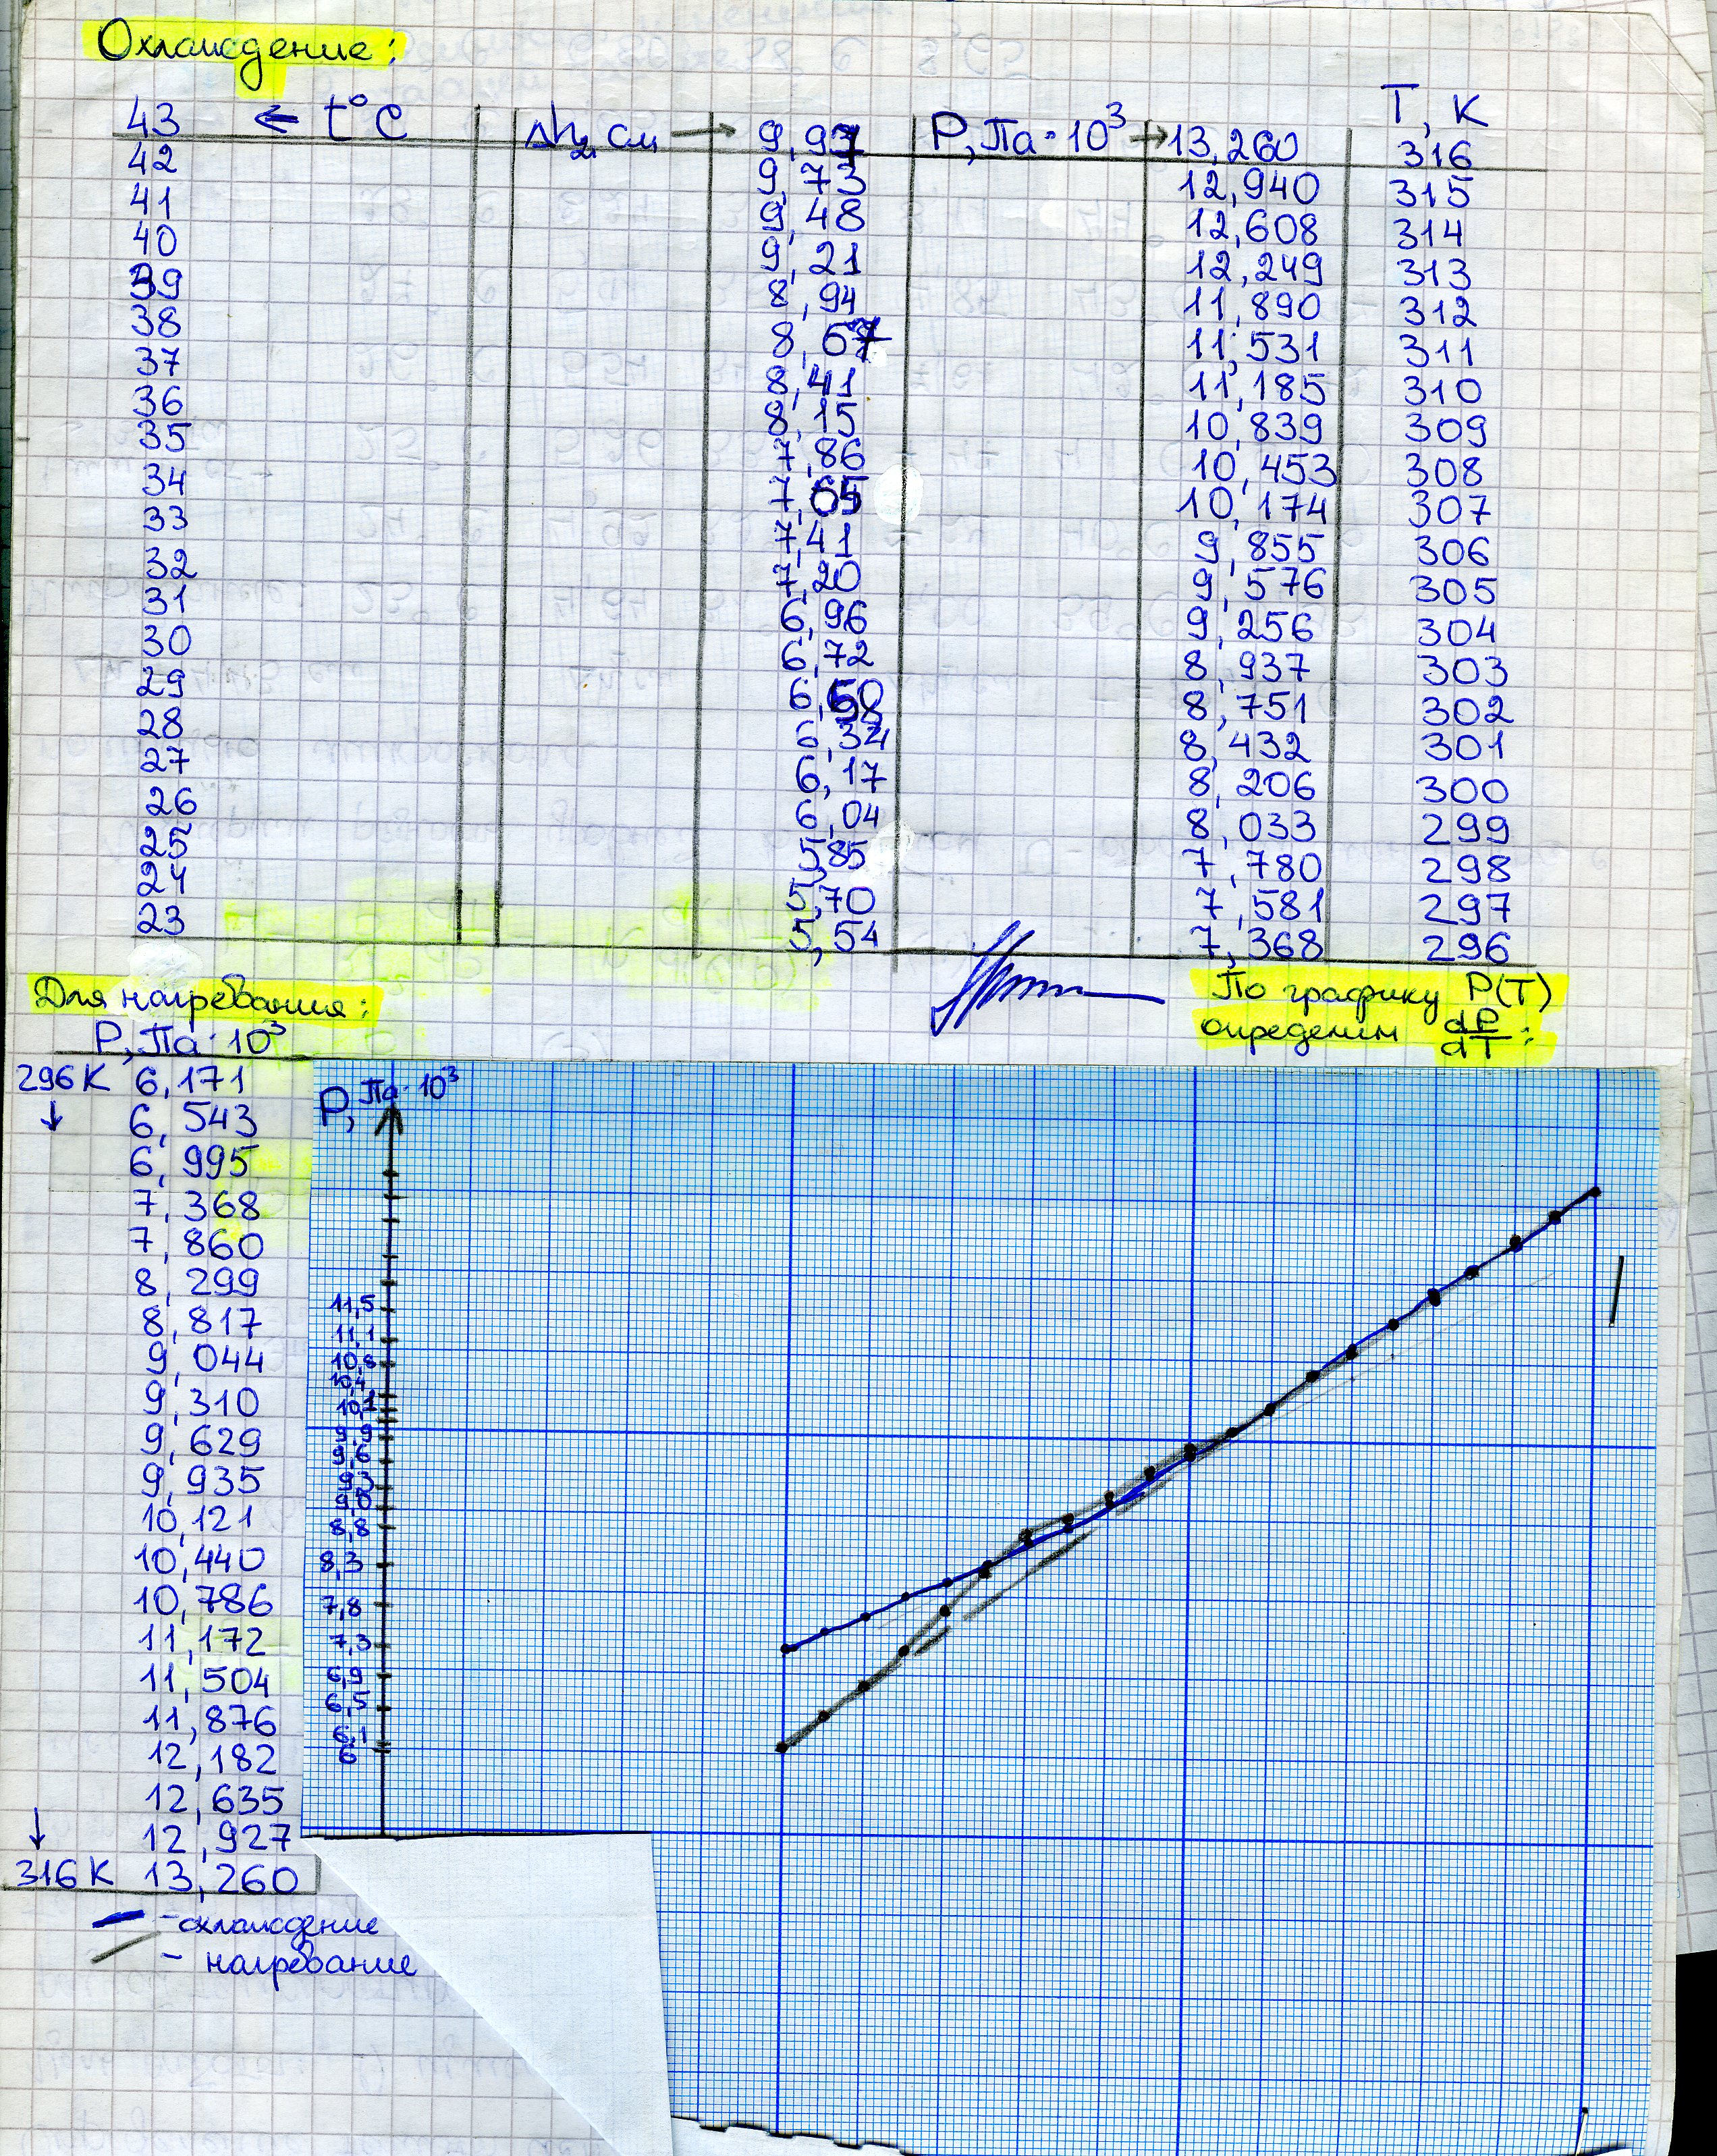 Охлаждение:
43 ← t°C Δh₂, см → 9,97 P, Па·10³ → 13,260 T, K 316
42 9,73 12,940 315
41 9,48 12,608 314
40 9,21 12,249 313
39 8,94 11,890 312
38 8,67 11,531 311
37 8,41 11,185 310
36 8,15 10,839 309
35 7,86 10,453 308
34 7,65 10,174 307
33 7,41 9,855 306
32 7,20 9,576 305
31 6,96 9,256 304
30 6,72 8,937 303
29 6,58 8,751 302
28 6,34 8,432 301
27 6,17 8,206 300
26 6,04 8,033 299
25 5,85 7,780 298
24 5,70 7,581 297
23 5,54 7,368 296
По графику P(T)
определим dP/dT:
Для нагревания:
P, Па·10³
296 K 6,171
↓ 6,543
6,995
7,368
7,860
8,299
8,817
9,044
9,310
9,629
9,935
10,121
10,440
10,786
11,172
11,504
11,876
12,182
12,635
↓ 12,927
316 K 13,260
— - охлаждение
— - нагревание
P, Па·10³
11,5
11,1
10,8
10,4
10,1
9,9
9,6
9,3
9,0
8,8
8,3
7,8
7,3
6,9
6,5
6,1
6